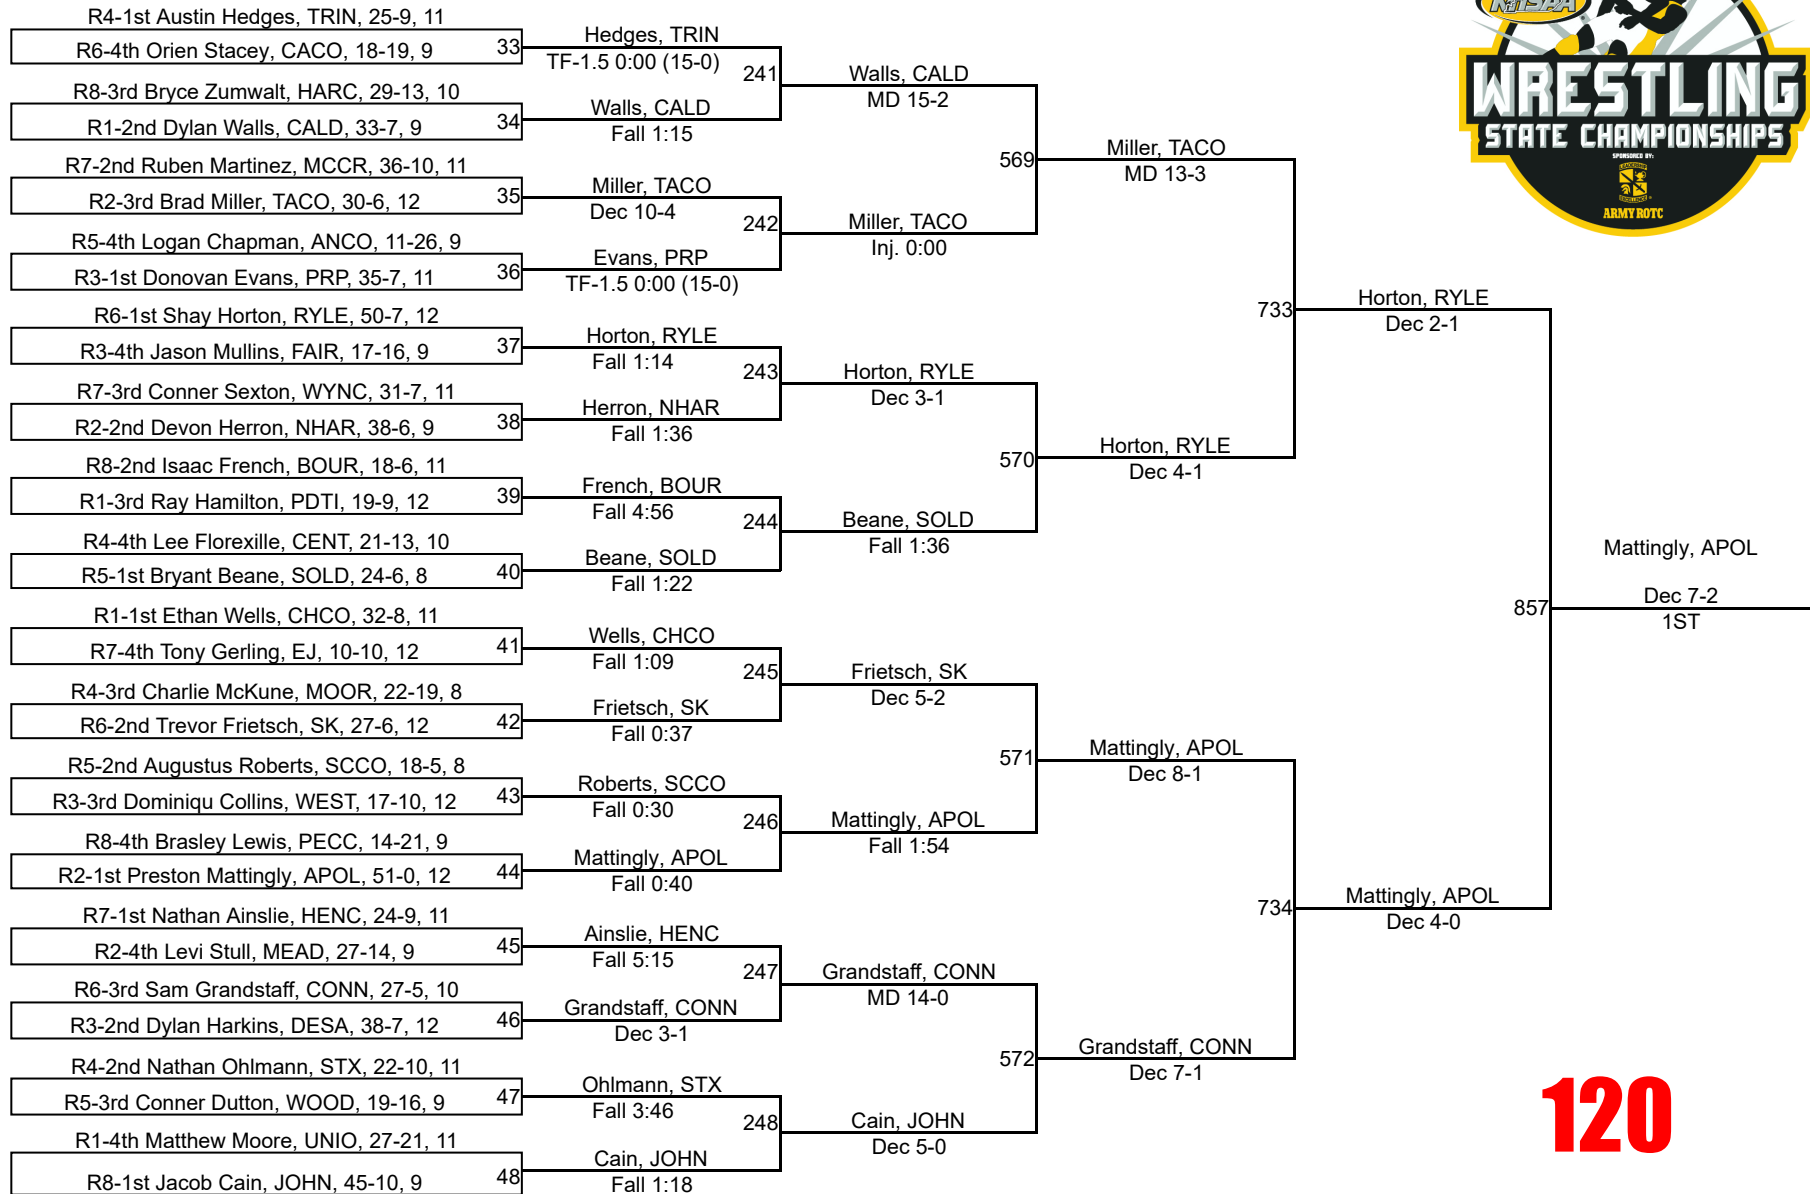 R4-1st Austin Hedges, TRIN, 25-9, 11
R6-4th Orien Stacey, CACO, 18-19, 9
33
R8-3rd Bryce Zumwalt, HARC, 29-13, 10
R1-2nd Dylan Walls, CALD, 33-7, 9
34
R7-2nd Ruben Martinez, MCCR, 36-10, 11
R2-3rd Brad Miller, TACO, 30-6, 12
35
R5-4th Logan Chapman, ANCO, 11-26, 9
R3-1st Donovan Evans, PRP, 35-7, 11
36
R6-1st Shay Horton, RYLE, 50-7, 12
R3-4th Jason Mullins, FAIR, 17-16, 9
37
R7-3rd Conner Sexton, WYNC, 31-7, 11
R2-2nd Devon Herron, NHAR, 38-6, 9
38
R8-2nd Isaac French, BOUR, 18-6, 11
R1-3rd Ray Hamilton, PDTI, 19-9, 12
39
R4-4th Lee Florexille, CENT, 21-13, 10
R5-1st Bryant Beane, SOLD, 24-6, 8
40
R1-1st Ethan Wells, CHCO, 32-8, 11
R7-4th Tony Gerling, EJ, 10-10, 12
41
R4-3rd Charlie McKune, MOOR, 22-19, 8
R6-2nd Trevor Frietsch, SK, 27-6, 12
42
R5-2nd Augustus Roberts, SCCO, 18-5, 8
R3-3rd Dominiqu Collins, WEST, 17-10, 12
43
R8-4th Brasley Lewis, PECC, 14-21, 9
R2-1st Preston Mattingly, APOL, 51-0, 12
44
R7-1st Nathan Ainslie, HENC, 24-9, 11
R2-4th Levi Stull, MEAD, 27-14, 9
45
R6-3rd Sam Grandstaff, CONN, 27-5, 10
R3-2nd Dylan Harkins, DESA, 38-7, 12
46
R4-2nd Nathan Ohlmann, STX, 22-10, 11
R5-3rd Conner Dutton, WOOD, 19-16, 9
47
R1-4th Matthew Moore, UNIO, 27-21, 11
R8-1st Jacob Cain, JOHN, 45-10, 9
48
Hedges, TRIN
TF-1.5 0:00 (15-0)
241
Walls, CALD
Fall 1:15
Miller, TACO
Dec 10-4
242
Evans, PRP
TF-1.5 0:00 (15-0)
Horton, RYLE
Fall 1:14
243
Herron, NHAR
Fall 1:36
French, BOUR
Fall 4:56
244
Beane, SOLD
Fall 1:22
Wells, CHCO
Fall 1:09
245
Frietsch, SK
Fall 0:37
Roberts, SCCO
Fall 0:30
246
Mattingly, APOL
Fall 0:40
Ainslie, HENC
Fall 5:15
247
Grandstaff, CONN
Dec 3-1
Ohlmann, STX
Fall 3:46
248
Cain, JOHN
Fall 1:18
Walls, CALD
MD 15-2
569
Miller, TACO
Inj. 0:00
Horton, RYLE
Dec 3-1
570
Beane, SOLD
Fall 1:36
Frietsch, SK
Dec 5-2
571
Mattingly, APOL
Fall 1:54
Grandstaff, CONN
MD 14-0
572
Cain, JOHN
Dec 5-0
Miller, TACO
MD 13-3
733
Horton, RYLE
Dec 4-1
Mattingly, APOL
Dec 8-1
734
Grandstaff, CONN
Dec 7-1
Horton, RYLE
Dec 2-1
857
Mattingly, APOL
Dec 4-0
Mattingly, APOL
Dec 7-2
1ST
KHSAA
WRESTLING
STATE CHAMPIONSHIPS
SPONSORED BY:
ARMY ROTC
120